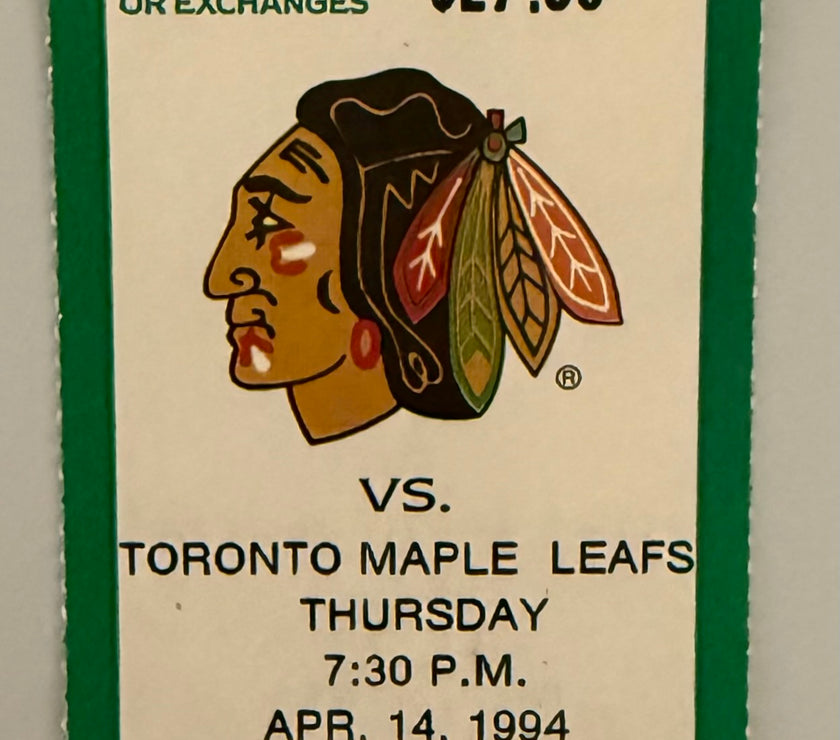 OR EXCHANGES
®
VS.
TORONTO MAPLE LEAFS
THURSDAY
7:30 P.M.
APR. 14, 1994